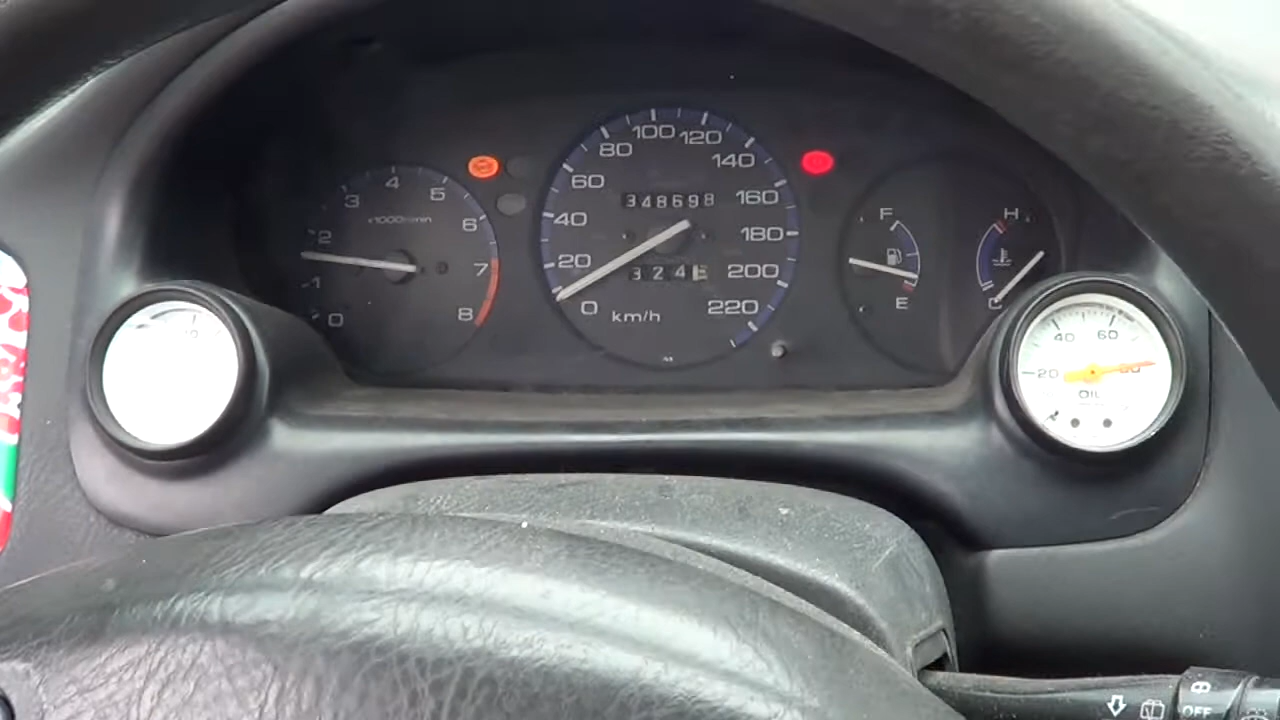 0 1 2 3 4 5 6 7 8
x1000r/min
0 20 40 60 80 100 120 140 160 180 200 220
348698
324
km/h
F
E
H
C
20 40 60 80
OIL
OFF